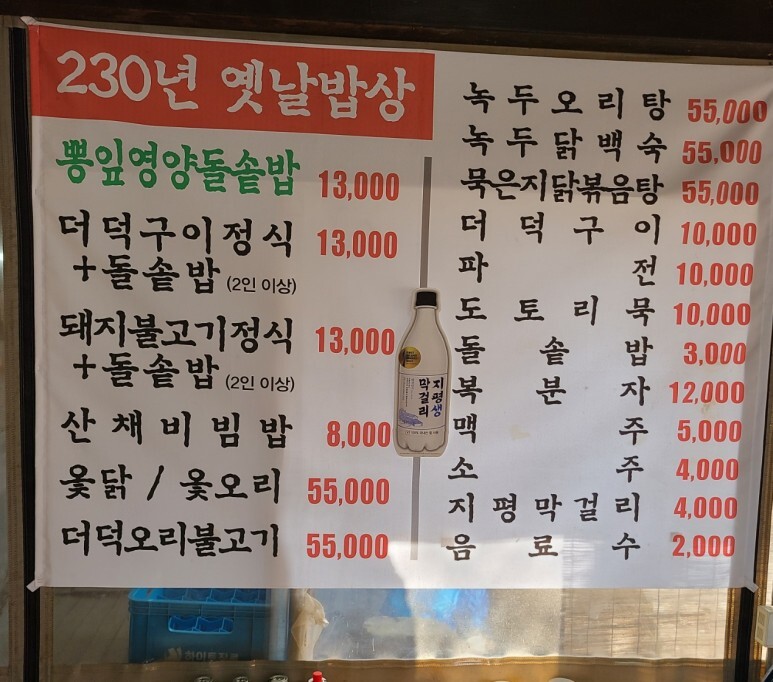 230년 옛날밥상
뽕잎영양돌솥밥 13,000
더덕구이정식 13,000
+돌솥밥 (2인 이상)
돼지불고기정식 13,000
+돌솥밥 (2인 이상)
산채비빔밥 8,000
옻닭 / 옻오리 55,000
더덕오리불고기 55,000
녹두오리탕 55,000
녹두닭백숙 55,000
묵은지닭볶음탕 55,000
더덕구이 10,000
파전 10,000
도토리묵 10,000
돌솥밥 3,000
복분자 12,000
맥주 5,000
소주 4,000
지평막걸리 4,000
음료수 2,000
지평생
막걸리
하이트진로